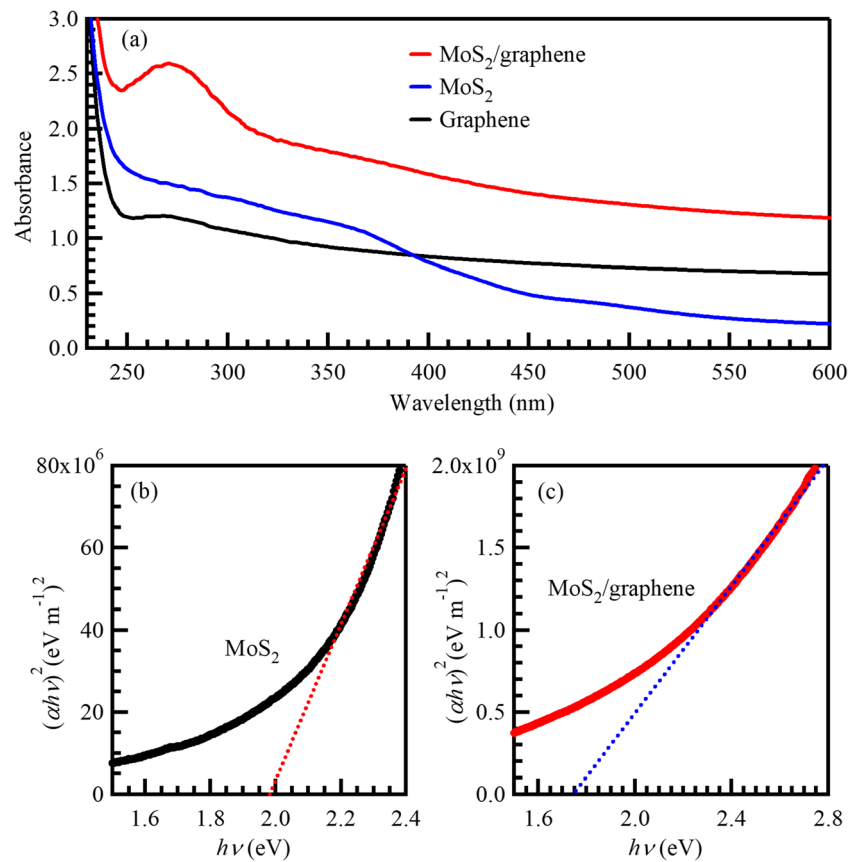 (a)
3.0
2.5
2.0
1.5
1.0
0.5
0.0
Absorbance
MoS₂/graphene
MoS₂
Graphene
250 300 350 400 450 500 550 600
Wavelength (nm)
(b)
80x10⁶
60
40
20
0
(αhν)² (eV m⁻¹)²
MoS₂
1.6 1.8 2.0 2.2 2.4
hν (eV)
(c)
2.0x10⁹
1.5
1.0
0.5
0.0
(αhν)² (eV m⁻¹)²
MoS₂/graphene
1.6 2.0 2.4 2.8
hν (eV)